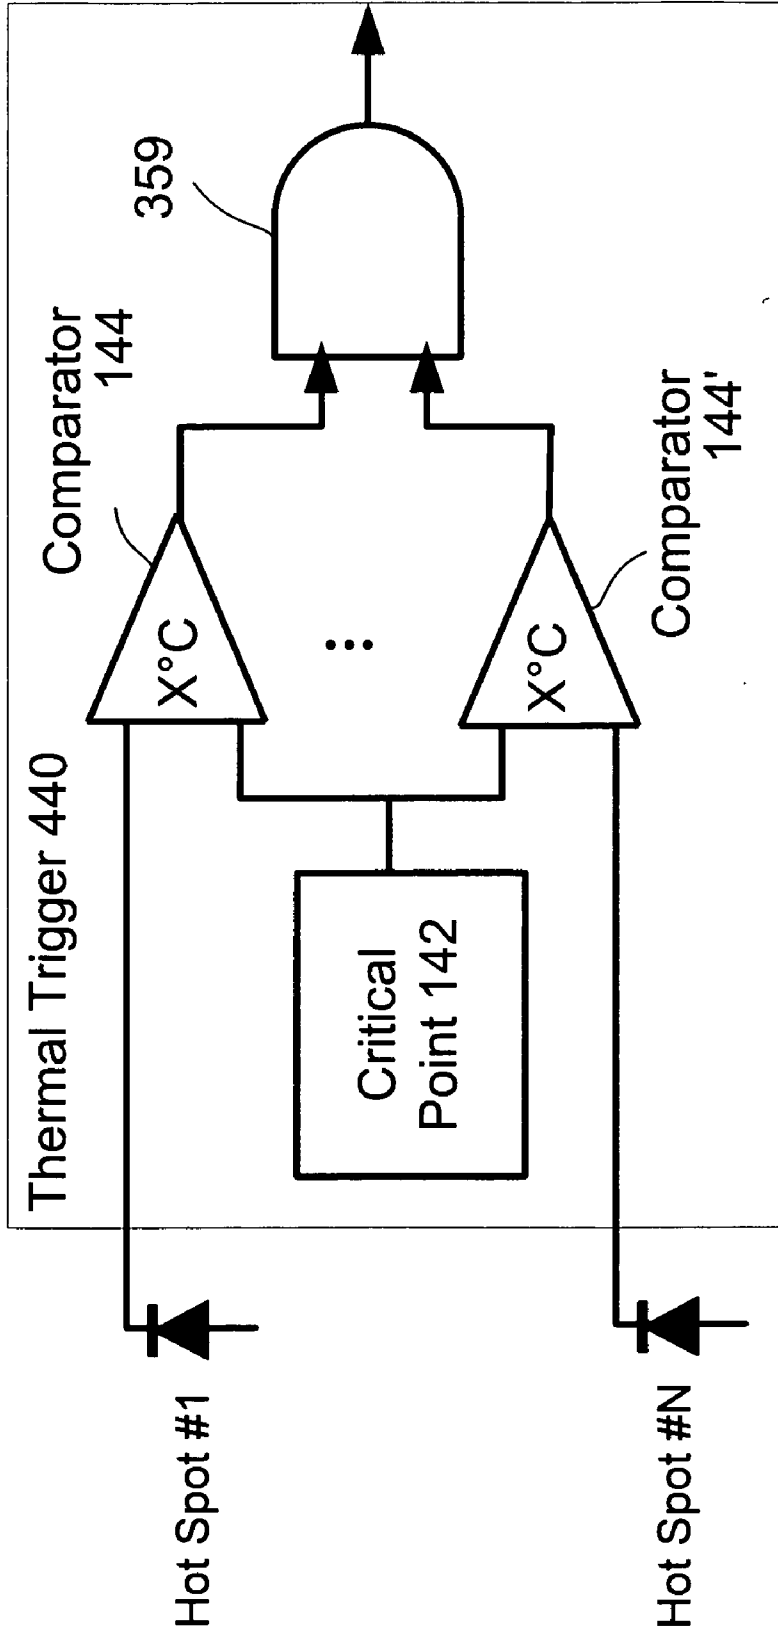 Thermal Trigger 440
Comparator
144
359
Hot Spot #1
X°C
...
Critical
Point 142
X°C
Hot Spot #N
Comparator
144'